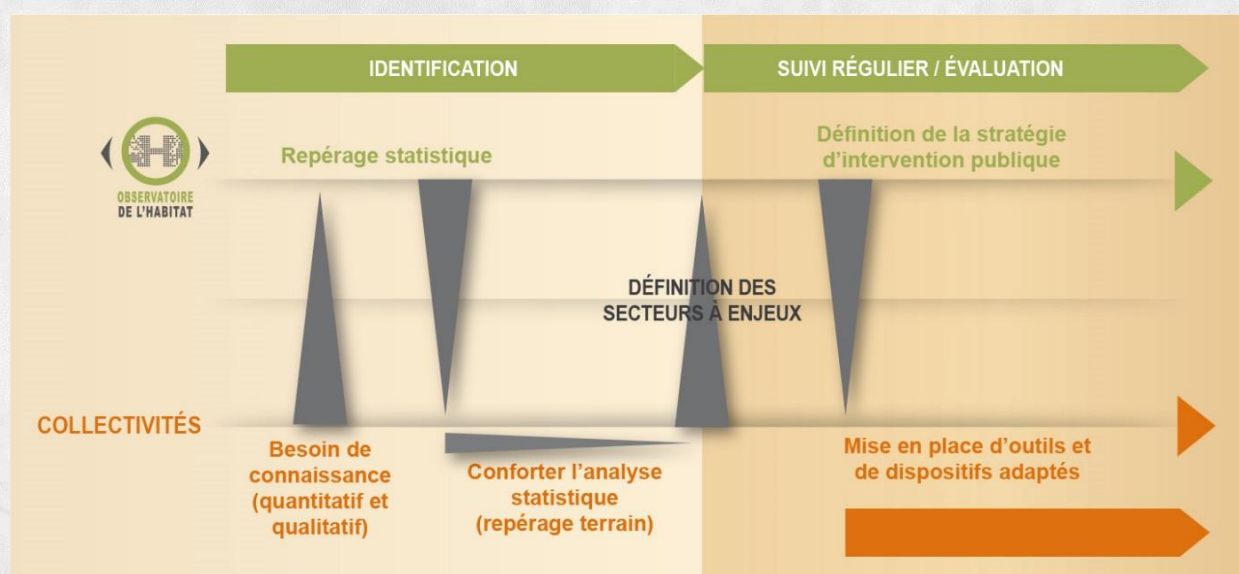 IDENTIFICATION
SUIVI RÉGULIER / ÉVALUATION
H
OBSERVATOIRE
DE L'HABITAT
Repérage statistique
Définition de la stratégie
d'intervention publique
DÉFINITION DES
SECTEURS À ENJEUX
COLLECTIVITÉS
Besoin de
connaissance
(quantitatif et
qualitatif)
Conforter l'analyse
statistique
(repérage terrain)
Mise en place d'outils et
de dispositifs adaptés